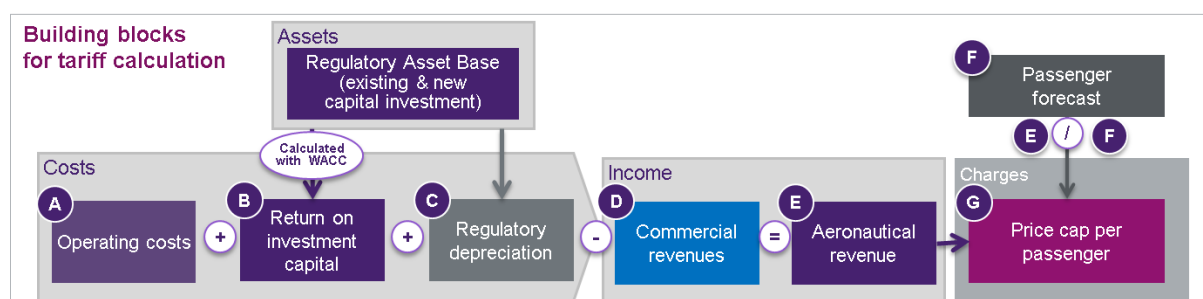 Building blocks
for tariff calculation
Assets
Regulatory Asset Base
(existing & new
capital investment)
F
Passenger
forecast
E / F
Calculated
with WACC
Costs
Income
Charges
A
Operating costs
+
B
Return on
investment
capital
+
C
Regulatory
depreciation
-
D
Commercial
revenues
=
E
Aeronautical
revenue
G
Price cap per
passenger